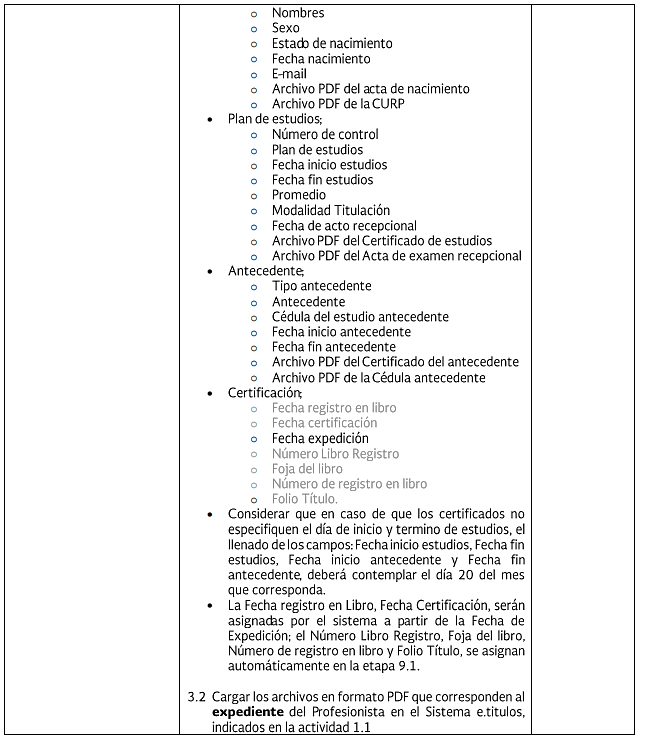 o Nombres
o Sexo
o Estado de nacimiento
o Fecha nacimiento
o E-mail
o Archivo PDF del acta de nacimiento
o Archivo PDF de la CURP
• Plan de estudios;
o Número de control
o Plan de estudios
o Fecha inicio estudios
o Fecha fin estudios
o Promedio
o Modalidad Titulación
o Fecha de acto recepcional
o Archivo PDF del Certificado de estudios
o Archivo PDF del Acta de examen recepcional
• Antecedente;
o Tipo antecedente
o Antecedente
o Cédula del estudio antecedente
o Fecha inicio antecedente
o Fecha fin antecedente
o Archivo PDF del Certificado del antecedente
o Archivo PDF de la Cédula antecedente
• Certificación;
o Fecha registro en libro
o Fecha certificación
o Fecha expedición
o Número Libro Registro
o Foja del libro
o Número de registro en libro
o Folio Título.
• Considerar que en caso de que los certificados no
especifiquen el día de inicio y termino de estudios, el
llenado de los campos: Fecha inicio estudios, Fecha fin
estudios, Fecha inicio antecedente y Fecha fin
antecedente, deberá contemplar el día 20 del mes
que corresponda.
• La Fecha registro en Libro, Fecha Certificación, serán
asignadas por el sistema a partir de la Fecha de
Expedición; el Número Libro Registro, Foja del libro,
Número de registro en libro y Folio Título, se asignan
automáticamente en la etapa 9.1.
3.2 Cargar los archivos en formato PDF que corresponden al
expediente del Profesionista en el Sistema e.titulos,
indicados en la actividad 1.1